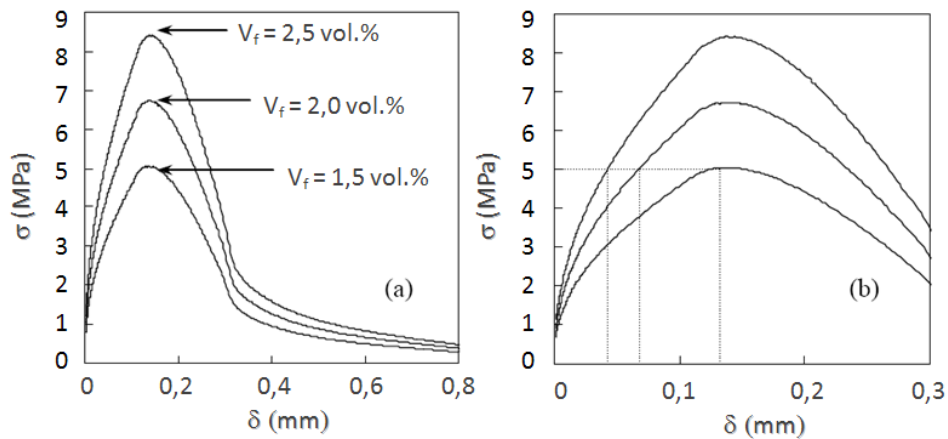 9
8
7
6
5
4
3
2
1
0
σ (MPa)
V_f = 2,5 vol.%
V_f = 2,0 vol.%
V_f = 1,5 vol.%
(a)
0 0,2 0,4 0,6 0,8
δ (mm)
9
8
7
6
5
4
3
2
1
0
σ (MPa)
(b)
0 0,1 0,2 0,3
δ (mm)